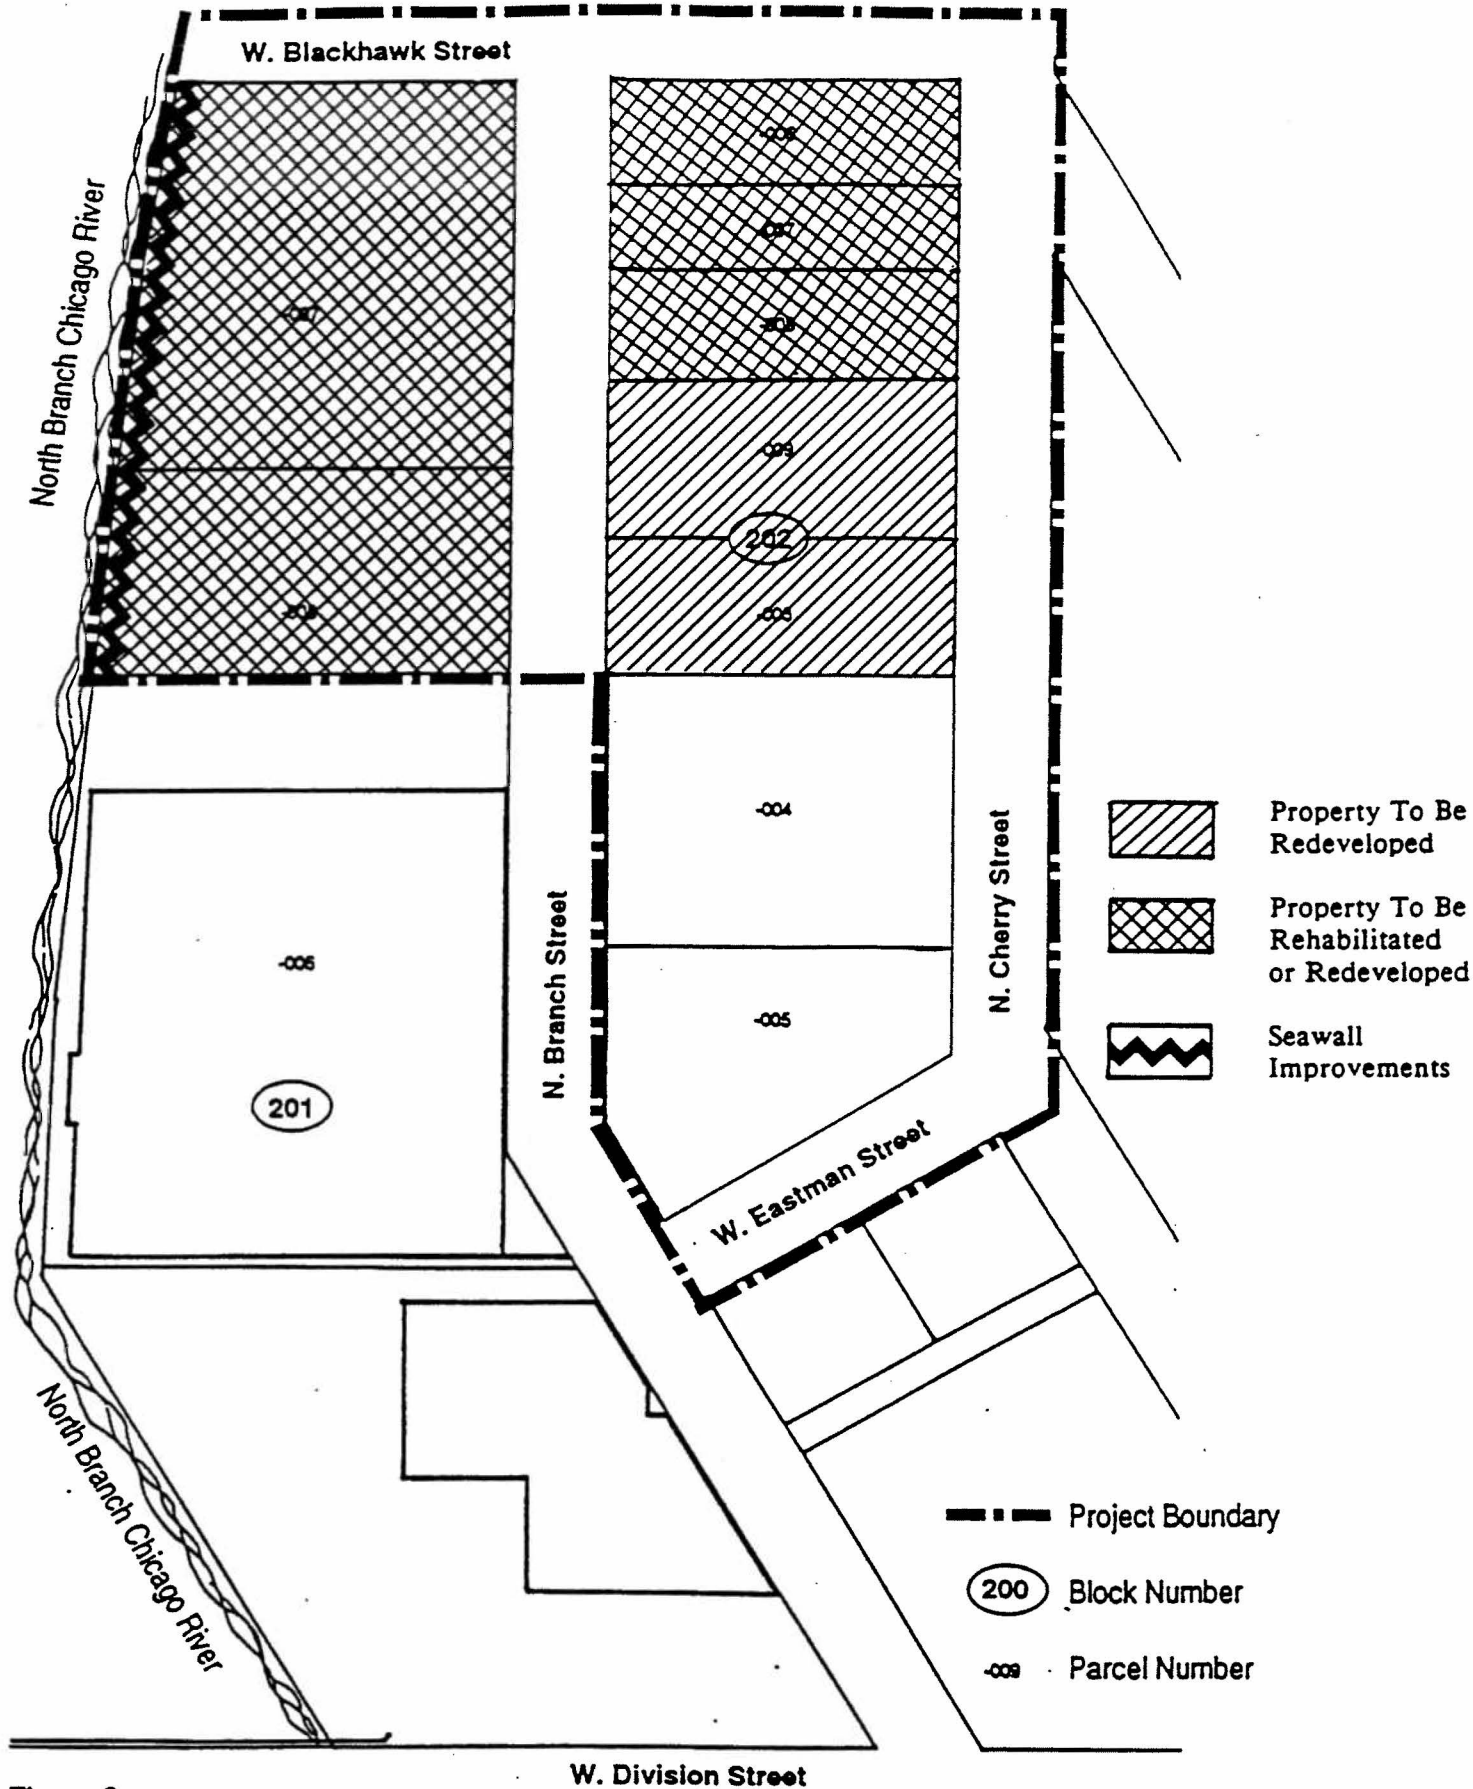 W. Blackhawk Street
North Branch Chicago River
-009
202
-004
-005
-006
201
N. Branch Street
N. Cherry Street
W. Eastman Street
Property To Be
Redeveloped
Property To Be
Rehabilitated
or Redeveloped
Seawall
Improvements
North Branch Chicago River
Project Boundary
200 Block Number
-009 Parcel Number
W. Division Street